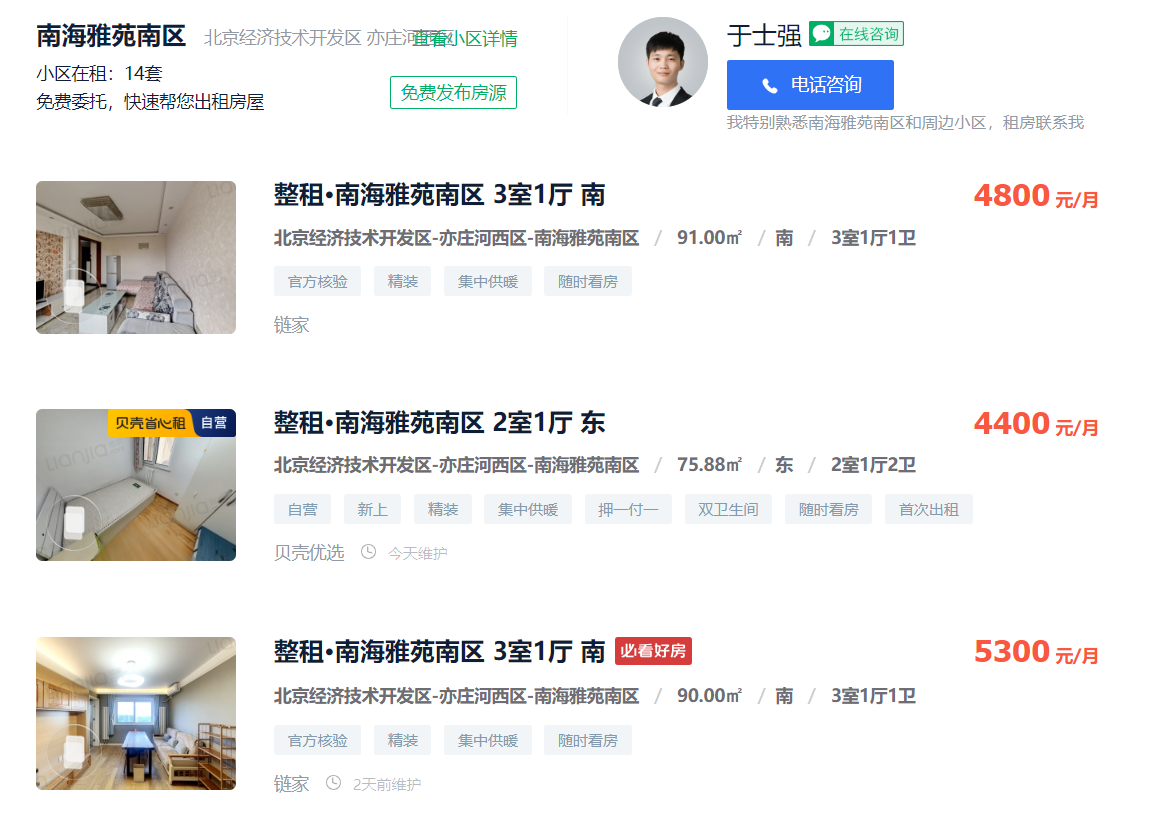 南海雅苑南区 北京经济技术开发区 亦庄河西区 查看小区详情
小区在租：14套
免费委托，快速帮您出租房屋
免费发布房源
于士强 在线咨询
电话咨询
我特别熟悉南海雅苑南区和周边小区，租房联系我
整租·南海雅苑南区 3室1厅 南
4800 元/月
北京经济技术开发区-亦庄河西区-南海雅苑南区 / 91.00㎡ / 南 / 3室1厅1卫
官方核验 精装 集中供暖 随时看房
链家
贝壳省心租 自营
lianjia
整租·南海雅苑南区 2室1厅 东
4400 元/月
北京经济技术开发区-亦庄河西区-南海雅苑南区 / 75.88㎡ / 东 / 2室1厅2卫
自营 新上 精装 集中供暖 押一付一 双卫生间 随时看房 首次出租
贝壳优选 今天维护
整租·南海雅苑南区 3室1厅 南 必看好房
5300 元/月
北京经济技术开发区-亦庄河西区-南海雅苑南区 / 90.00㎡ / 南 / 3室1厅1卫
官方核验 精装 集中供暖 随时看房
链家 2天前维护